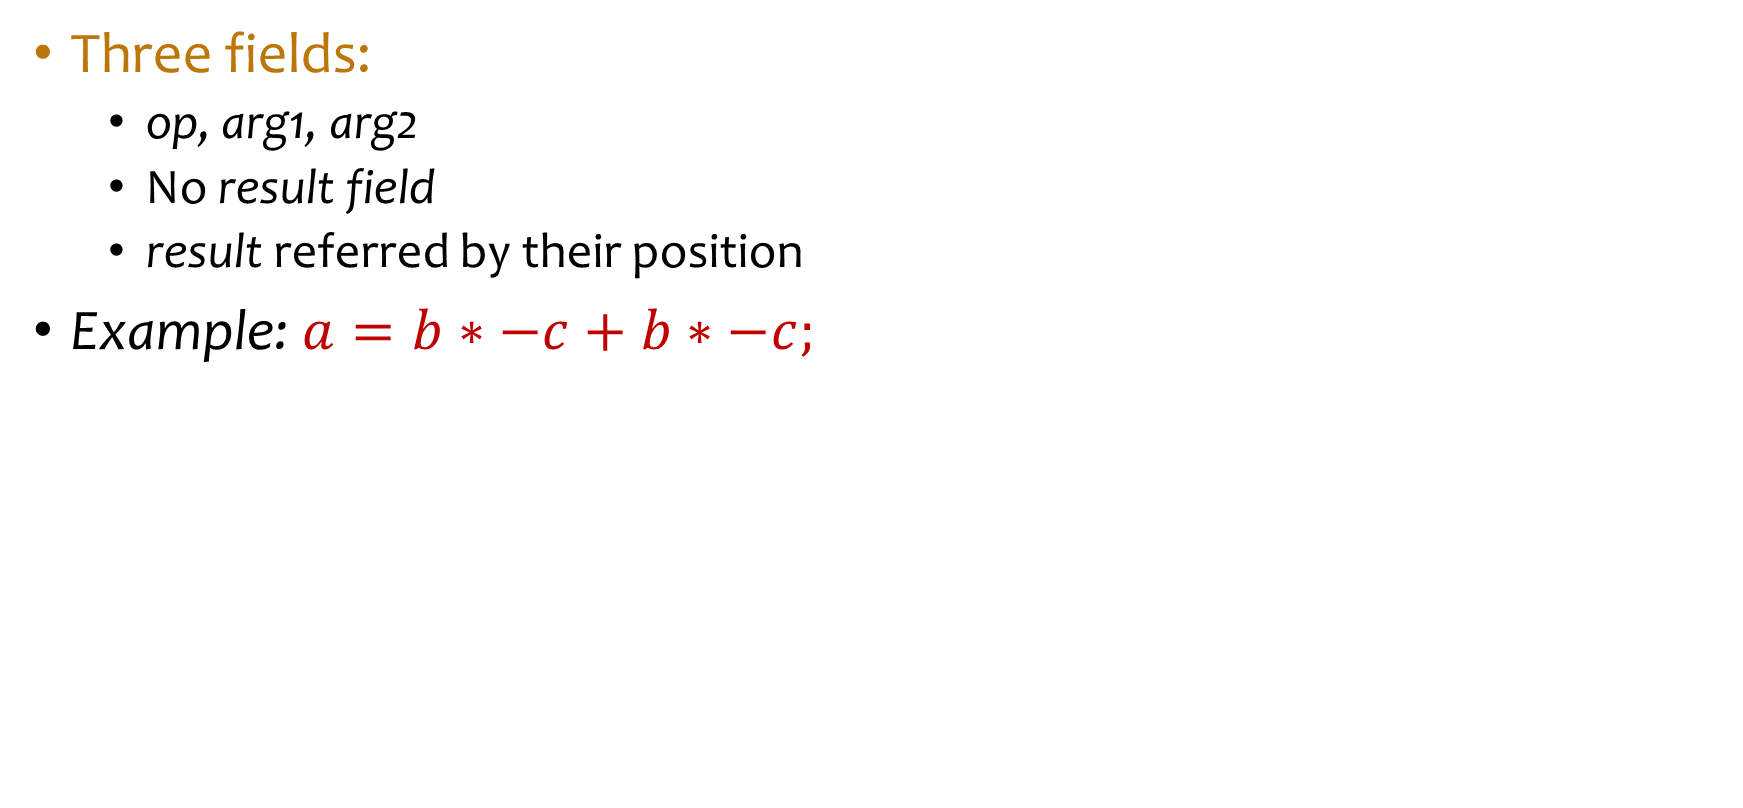 • Three fields:
• op, arg1, arg2
• No result field
• result referred by their position
• Example: a = b ∗ −c + b ∗ −c;